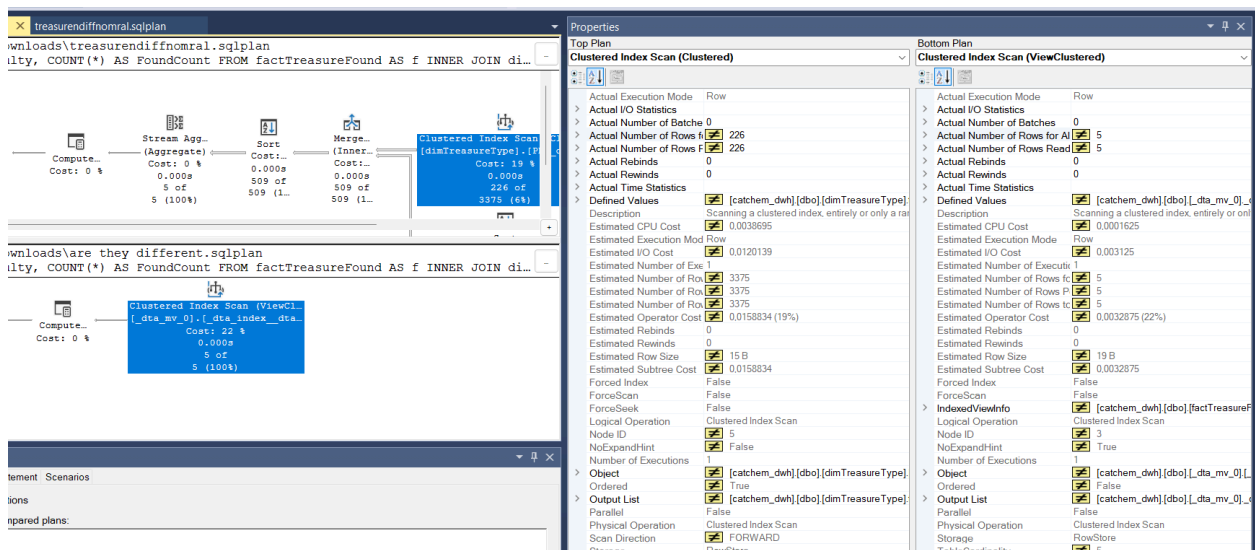 treasurendiffnomral.sqlplan
ownloads\treasurendiffnomral.sqlplan
ulty, COUNT(*) AS FoundCount FROM factTreasureFound AS f INNER JOIN di…
Compute…
Cost: 0 %
Stream Agg…
(Aggregate)
Cost: 0 %
0.000s
5 of
5 (100%)
Sort
Cost:…
0.000s
509 of
509 (1…
Merge…
(Inner…
Cost:…
0.000s
509 of
509 (1…
Clustered Index Scan
[dimTreasureType].[P
Cost: 19 %
0.000s
226 of
3375 (6%)
ownloads\are they different.sqlplan
ulty, COUNT(*) AS FoundCount FROM factTreasureFound AS f INNER JOIN di…
Compute…
Cost: 0 %
Clustered Index Scan (ViewCl…
[_dta_mv_0].[_dta_index__dta…
Cost: 22 %
0.000s
5 of
5 (100%)
tement Scenarios
tions
mpared plans:
Properties
Top Plan
Clustered Index Scan (Clustered)
Actual Execution Mode Row
Actual I/O Statistics
Actual Number of Batche 0
Actual Number of Rows f 226
Actual Number of Rows F 226
Actual Rebinds 0
Actual Rewinds 0
Actual Time Statistics
Defined Values [catchem_dwh].[dbo].[dimTreasureType].
Description Scanning a clustered index, entirely or only a ran
Estimated CPU Cost 0,0038695
Estimated Execution Mod Row
Estimated I/O Cost 0,0120139
Estimated Number of Exe 1
Estimated Number of Rov 3375
Estimated Number of Rov 3375
Estimated Number of Rov 3375
Estimated Operator Cost 0,0158834 (19%)
Estimated Rebinds 0
Estimated Rewinds 0
Estimated Row Size 15 B
Estimated Subtree Cost 0,0158834
Forced Index False
ForceScan False
ForceSeek False
Logical Operation Clustered Index Scan
Node ID 5
NoExpandHint False
Number of Executions 1
Object [catchem_dwh].[dbo].[dimTreasureType].
Ordered True
Output List [catchem_dwh].[dbo].[dimTreasureType].
Parallel False
Physical Operation Clustered Index Scan
Scan Direction FORWARD
Storage RowStore
Bottom Plan
Clustered Index Scan (ViewClustered)
Actual Execution Mode Row
Actual I/O Statistics
Actual Number of Batches 0
Actual Number of Rows for Al 5
Actual Number of Rows Read 5
Actual Rebinds 0
Actual Rewinds 0
Actual Time Statistics
Defined Values [catchem_dwh].[dbo].[_dta_mv_0]._c
Description Scanning a clustered index, entirely or onl
Estimated CPU Cost 0,0001625
Estimated Execution Mode Row
Estimated I/O Cost 0,003125
Estimated Number of Executic 1
Estimated Number of Rows fc 5
Estimated Number of Rows P 5
Estimated Number of Rows tc 5
Estimated Operator Cost 0,0032875 (22%)
Estimated Rebinds 0
Estimated Rewinds 0
Estimated Row Size 19 B
Estimated Subtree Cost 0,0032875
Forced Index False
ForceScan False
IndexedViewInfo [catchem_dwh].[dbo].[factTreasureF
Logical Operation Clustered Index Scan
Node ID 3
NoExpandHint True
Number of Executions 1
Object [catchem_dwh].[dbo].[_dta_mv_0].[_
Ordered False
Output List [catchem_dwh].[dbo].[_dta_mv_0]._c
Parallel False
Physical Operation Clustered Index Scan
Storage RowStore
TableCardinality 5